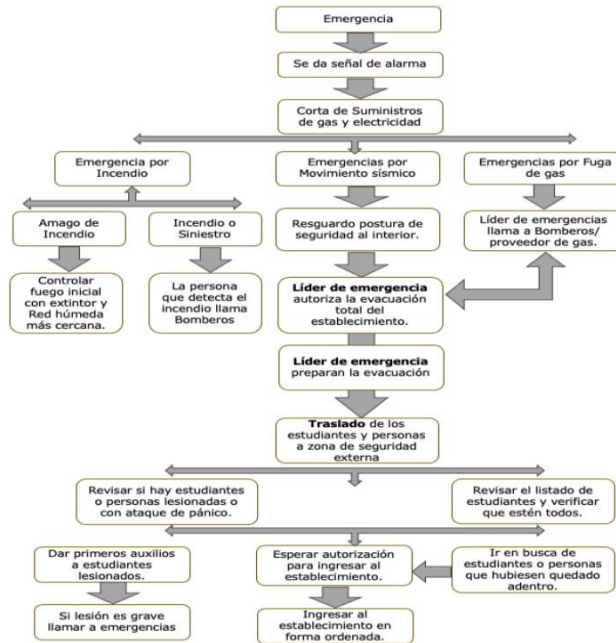 Emergencia
Se da señal de alarma
Corta de Suministros
de gas y electricidad
Emergencia por
Incendio
Emergencias por
Movimiento sísmico
Emergencias por Fuga
de gas
Amago de
Incendio
Incendio o
Siniestro
Resguardo postura de
seguridad al interior.
Líder de emergencias
llama a Bomberos/
proveedor de gas.
Controlar
fuego inicial
con extintor y
Red húmeda
más cercana.
La persona
que detecta el
incendio llama
Bomberos
Líder de emergencia
autoriza la evacuación
total del
establecimiento.
Líder de emergencia
preparan la evacuación
Traslado de los
estudiantes y personas
a zona de seguridad
externa
Revisar si hay estudiantes
o personas lesionadas o
con ataque de pánico.
Revisar el listado de
estudiantes y verificar
que estén todos.
Dar primeros auxilios
a estudiantes
lesionados.
Esperar autorización
para ingresar al
establecimiento.
Ir en busca de
estudiantes o personas
que hubiesen quedado
adentro.
Si lesión es grave
llamar a emergencias
Ingresar al
establecimiento en
forma ordenada.